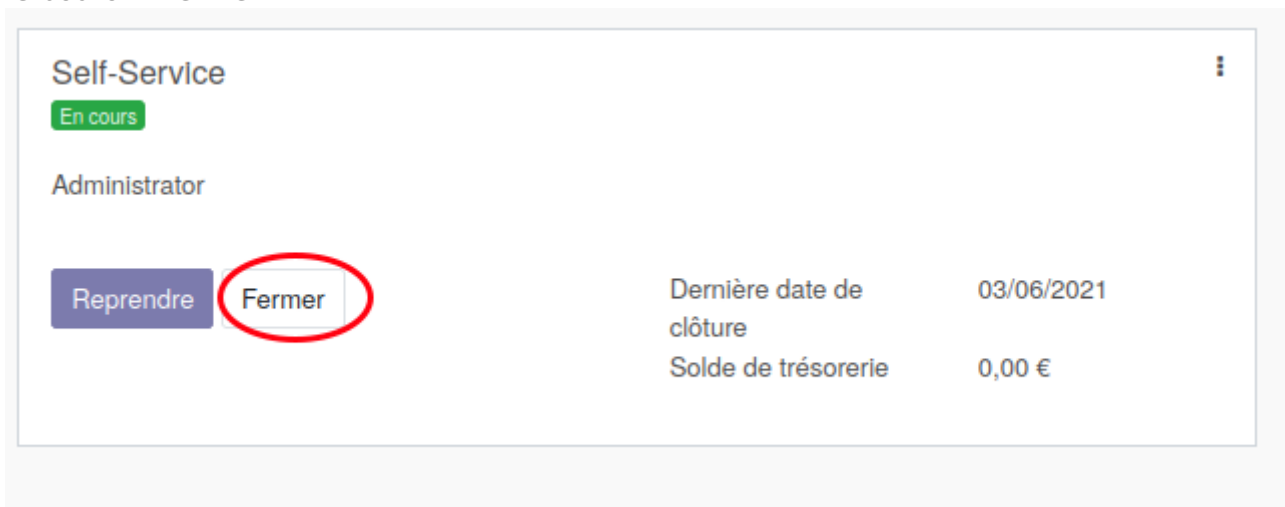 Self-Service
En cours
Administrator
Reprendre
Fermer
Dernière date de clôture
03/06/2021
Solde de trésorerie
0,00 €